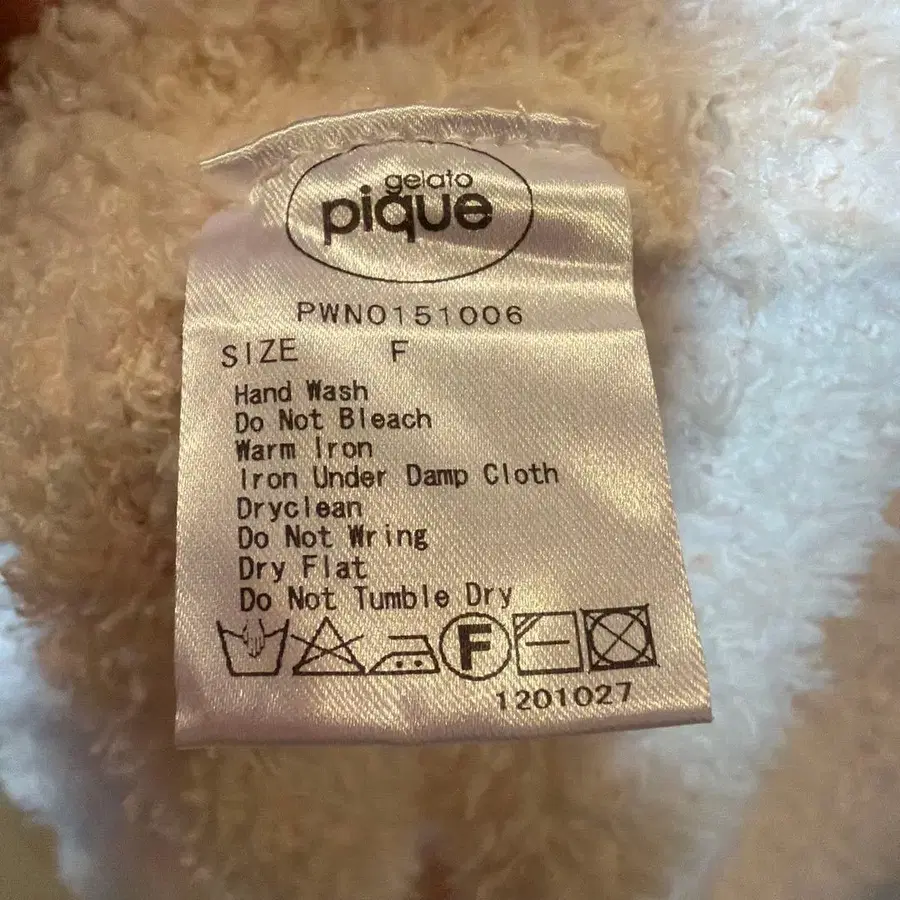 gelato
pique
PWNO151006
SIZE F
Hand Wash
Do Not Bleach
Warm Iron
Iron Under Damp Cloth
Dryclean
Do Not Wring
Dry Flat
Do Not Tumble Dry
F
1201027